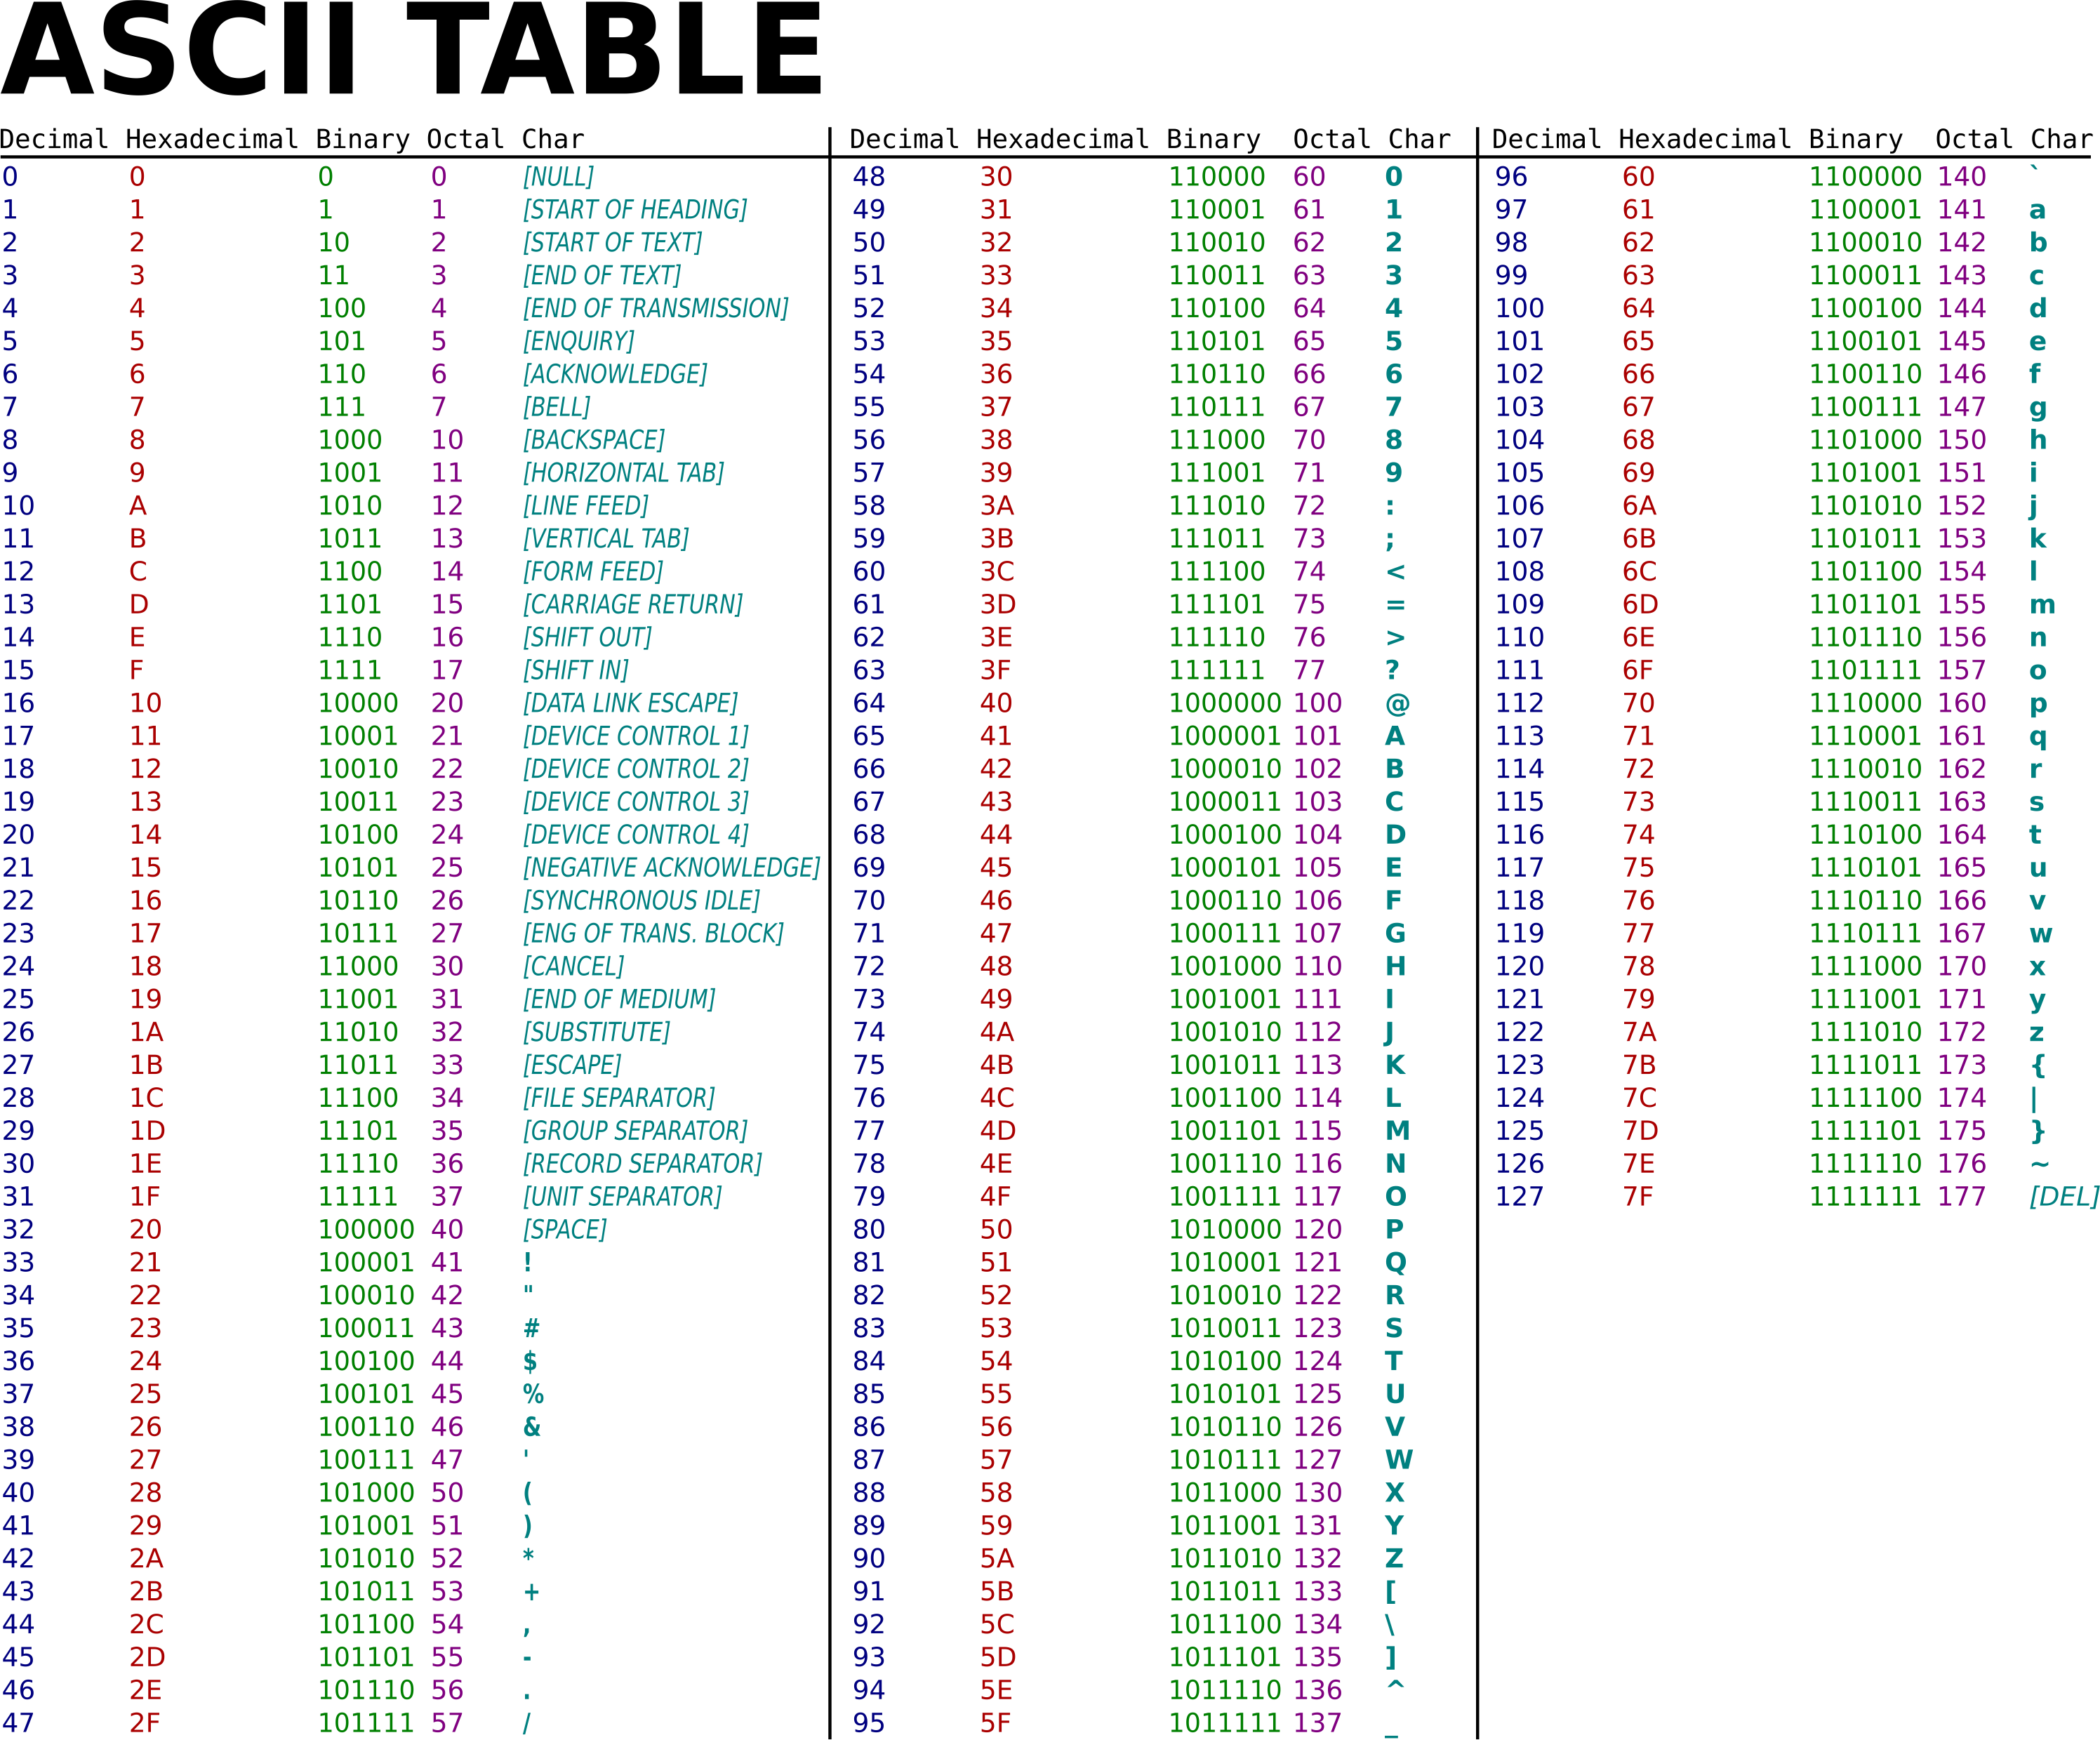 ASCII TABLE
Decimal Hexadecimal Binary Octal Char
0 0 0 0 [NULL]
1 1 1 1 [START OF HEADING]
2 2 10 2 [START OF TEXT]
3 3 11 3 [END OF TEXT]
4 4 100 4 [END OF TRANSMISSION]
5 5 101 5 [ENQUIRY]
6 6 110 6 [ACKNOWLEDGE]
7 7 111 7 [BELL]
8 8 1000 10 [BACKSPACE]
9 9 1001 11 [HORIZONTAL TAB]
10 A 1010 12 [LINE FEED]
11 B 1011 13 [VERTICAL TAB]
12 C 1100 14 [FORM FEED]
13 D 1101 15 [CARRIAGE RETURN]
14 E 1110 16 [SHIFT OUT]
15 F 1111 17 [SHIFT IN]
16 10 10000 20 [DATA LINK ESCAPE]
17 11 10001 21 [DEVICE CONTROL 1]
18 12 10010 22 [DEVICE CONTROL 2]
19 13 10011 23 [DEVICE CONTROL 3]
20 14 10100 24 [DEVICE CONTROL 4]
21 15 10101 25 [NEGATIVE ACKNOWLEDGE]
22 16 10110 26 [SYNCHRONOUS IDLE]
23 17 10111 27 [ENG OF TRANS. BLOCK]
24 18 11000 30 [CANCEL]
25 19 11001 31 [END OF MEDIUM]
26 1A 11010 32 [SUBSTITUTE]
27 1B 11011 33 [ESCAPE]
28 1C 11100 34 [FILE SEPARATOR]
29 1D 11101 35 [GROUP SEPARATOR]
30 1E 11110 36 [RECORD SEPARATOR]
31 1F 11111 37 [UNIT SEPARATOR]
32 20 100000 40 [SPACE]
33 21 100001 41 !
34 22 100010 42 "
35 23 100011 43 #
36 24 100100 44 $
37 25 100101 45 %
38 26 100110 46 &
39 27 100111 47 '
40 28 101000 50 (
41 29 101001 51 )
42 2A 101010 52 *
43 2B 101011 53 +
44 2C 101100 54 ,
45 2D 101101 55 -
46 2E 101110 56 .
47 2F 101111 57 /
Decimal Hexadecimal Binary Octal Char
48 30 110000 60 0
49 31 110001 61 1
50 32 110010 62 2
51 33 110011 63 3
52 34 110100 64 4
53 35 110101 65 5
54 36 110110 66 6
55 37 110111 67 7
56 38 111000 70 8
57 39 111001 71 9
58 3A 111010 72 :
59 3B 111011 73 ;
60 3C 111100 74 <
61 3D 111101 75 =
62 3E 111110 76 >
63 3F 111111 77 ?
64 40 1000000 100 @
65 41 1000001 101 A
66 42 1000010 102 B
67 43 1000011 103 C
68 44 1000100 104 D
69 45 1000101 105 E
70 46 1000110 106 F
71 47 1000111 107 G
72 48 1001000 110 H
73 49 1001001 111 I
74 4A 1001010 112 J
75 4B 1001011 113 K
76 4C 1001100 114 L
77 4D 1001101 115 M
78 4E 1001110 116 N
79 4F 1001111 117 O
80 50 1010000 120 P
81 51 1010001 121 Q
82 52 1010010 122 R
83 53 1010011 123 S
84 54 1010100 124 T
85 55 1010101 125 U
86 56 1010110 126 V
87 57 1010111 127 W
88 58 1011000 130 X
89 59 1011001 131 Y
90 5A 1011010 132 Z
91 5B 1011011 133 [
92 5C 1011100 134 \
93 5D 1011101 135 ]
94 5E 1011110 136 ^
95 5F 1011111 137 _
Decimal Hexadecimal Binary Octal Char
96 60 1100000 140 `
97 61 1100001 141 a
98 62 1100010 142 b
99 63 1100011 143 c
100 64 1100100 144 d
101 65 1100101 145 e
102 66 1100110 146 f
103 67 1100111 147 g
104 68 1101000 150 h
105 69 1101001 151 i
106 6A 1101010 152 j
107 6B 1101011 153 k
108 6C 1101100 154 l
109 6D 1101101 155 m
110 6E 1101110 156 n
111 6F 1101111 157 o
112 70 1110000 160 p
113 71 1110001 161 q
114 72 1110010 162 r
115 73 1110011 163 s
116 74 1110100 164 t
117 75 1110101 165 u
118 76 1110110 166 v
119 77 1110111 167 w
120 78 1111000 170 x
121 79 1111001 171 y
122 7A 1111010 172 z
123 7B 1111011 173 {
124 7C 1111100 174 |
125 7D 1111101 175 }
126 7E 1111110 176 ~
127 7F 1111111 177 [DEL]